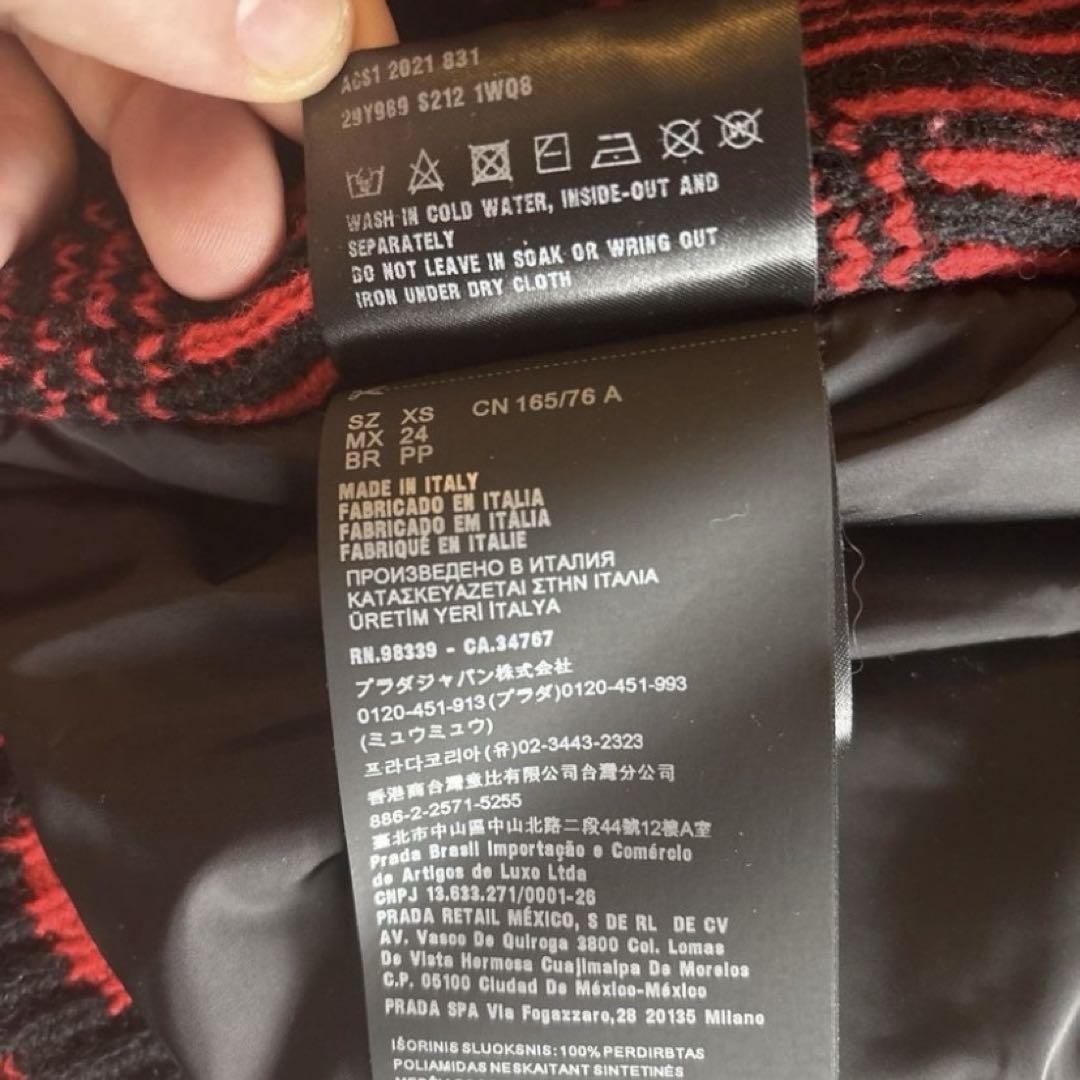 2021 831
29Y969 S212 1WQ8
WASH IN COLD WATER, INSIDE-OUT AND
SEPARATELY
DO NOT LEAVE IN SOAK OR WRING OUT
IRON UNDER DRY CLOTH
SZ XS CN 165/76 A
MX 24
BR PP
MADE IN ITALY
FABRICADO EN ITALIA
FABRICADO EM ITÁLIA
FABRIQUÉ EN ITALIE
ПРОИЗВЕДЕНО В ИТАЛИЯ
ΚΑΤΑΣΚΕΥΑΖΕΤΑΙ ΣΤΗΝ ΙΤΑΛΙΑ
ÜRETİM YERİ İTALYA
RN.98339 - CA.34767
プラダジャパン株式会社
0120-451-913(プラダ)0120-451-993
(ミュウミュウ)
프라다코리아(유)02-3443-2323
香港商台灣意比有限公司台灣分公司
886-2-2571-5255
臺北市中山區中山北路二段44號12樓A室
Prada Brasil Importação e Comércio
de Artigos de Luxo Ltda
CNPJ 13.633.271/0001-26
PRADA RETAIL MÉXICO, S DE RL DE CV
AV. Vasco De Quiroga 3800 Col. Lomas
De Vista Hermosa Cuajimalpa De Morelos
C.P. 05100 Ciudad De México-México
PRADA SPA Via Fogazzaro,28 20135 Milano
IŠORINIS SLUOKSNIS: 100% PERDIRBTAS
POLIAMIDAS NESKAITANT SINTETINĖS